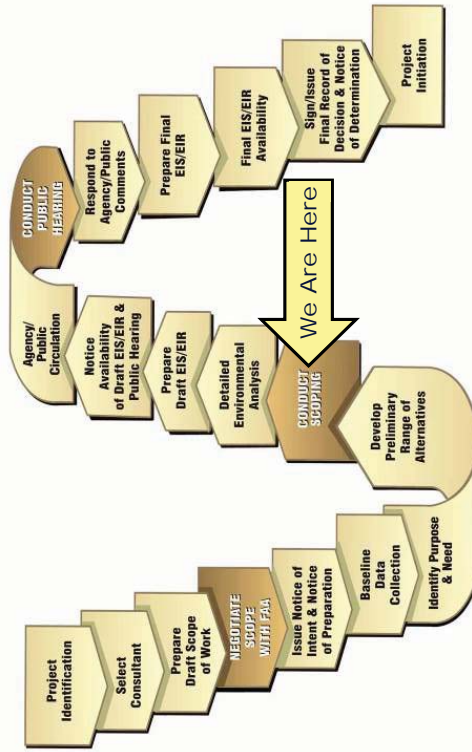 Project
Identification
Select
Consultant
Prepare
Draft Scope
of Work
NEGOTIATE
SCOPE
WITH FAA
Issue Notice of
Intent & Notice
of Preparation
Baseline
Data
Collection
Identify Purpose
& Need
Develop
Preliminary
Range of
Alternatives
CONDUCT
SCOPING
We Are Here
Detailed
Environmental
Analysis
Prepare
Draft EIS/EIR
Notice
Availability
of Draft EIS/EIR &
Public Hearing
Agency/
Public
Circulation
CONDUCT
PUBLIC
HEARING
Respond to
Agency/Public
Comments
Prepare Final
EIS/EIR
Final EIS/EIR
Availability
Sign/Issue
Final Record of
Decision & Notice
of Determination
Project
Initiation